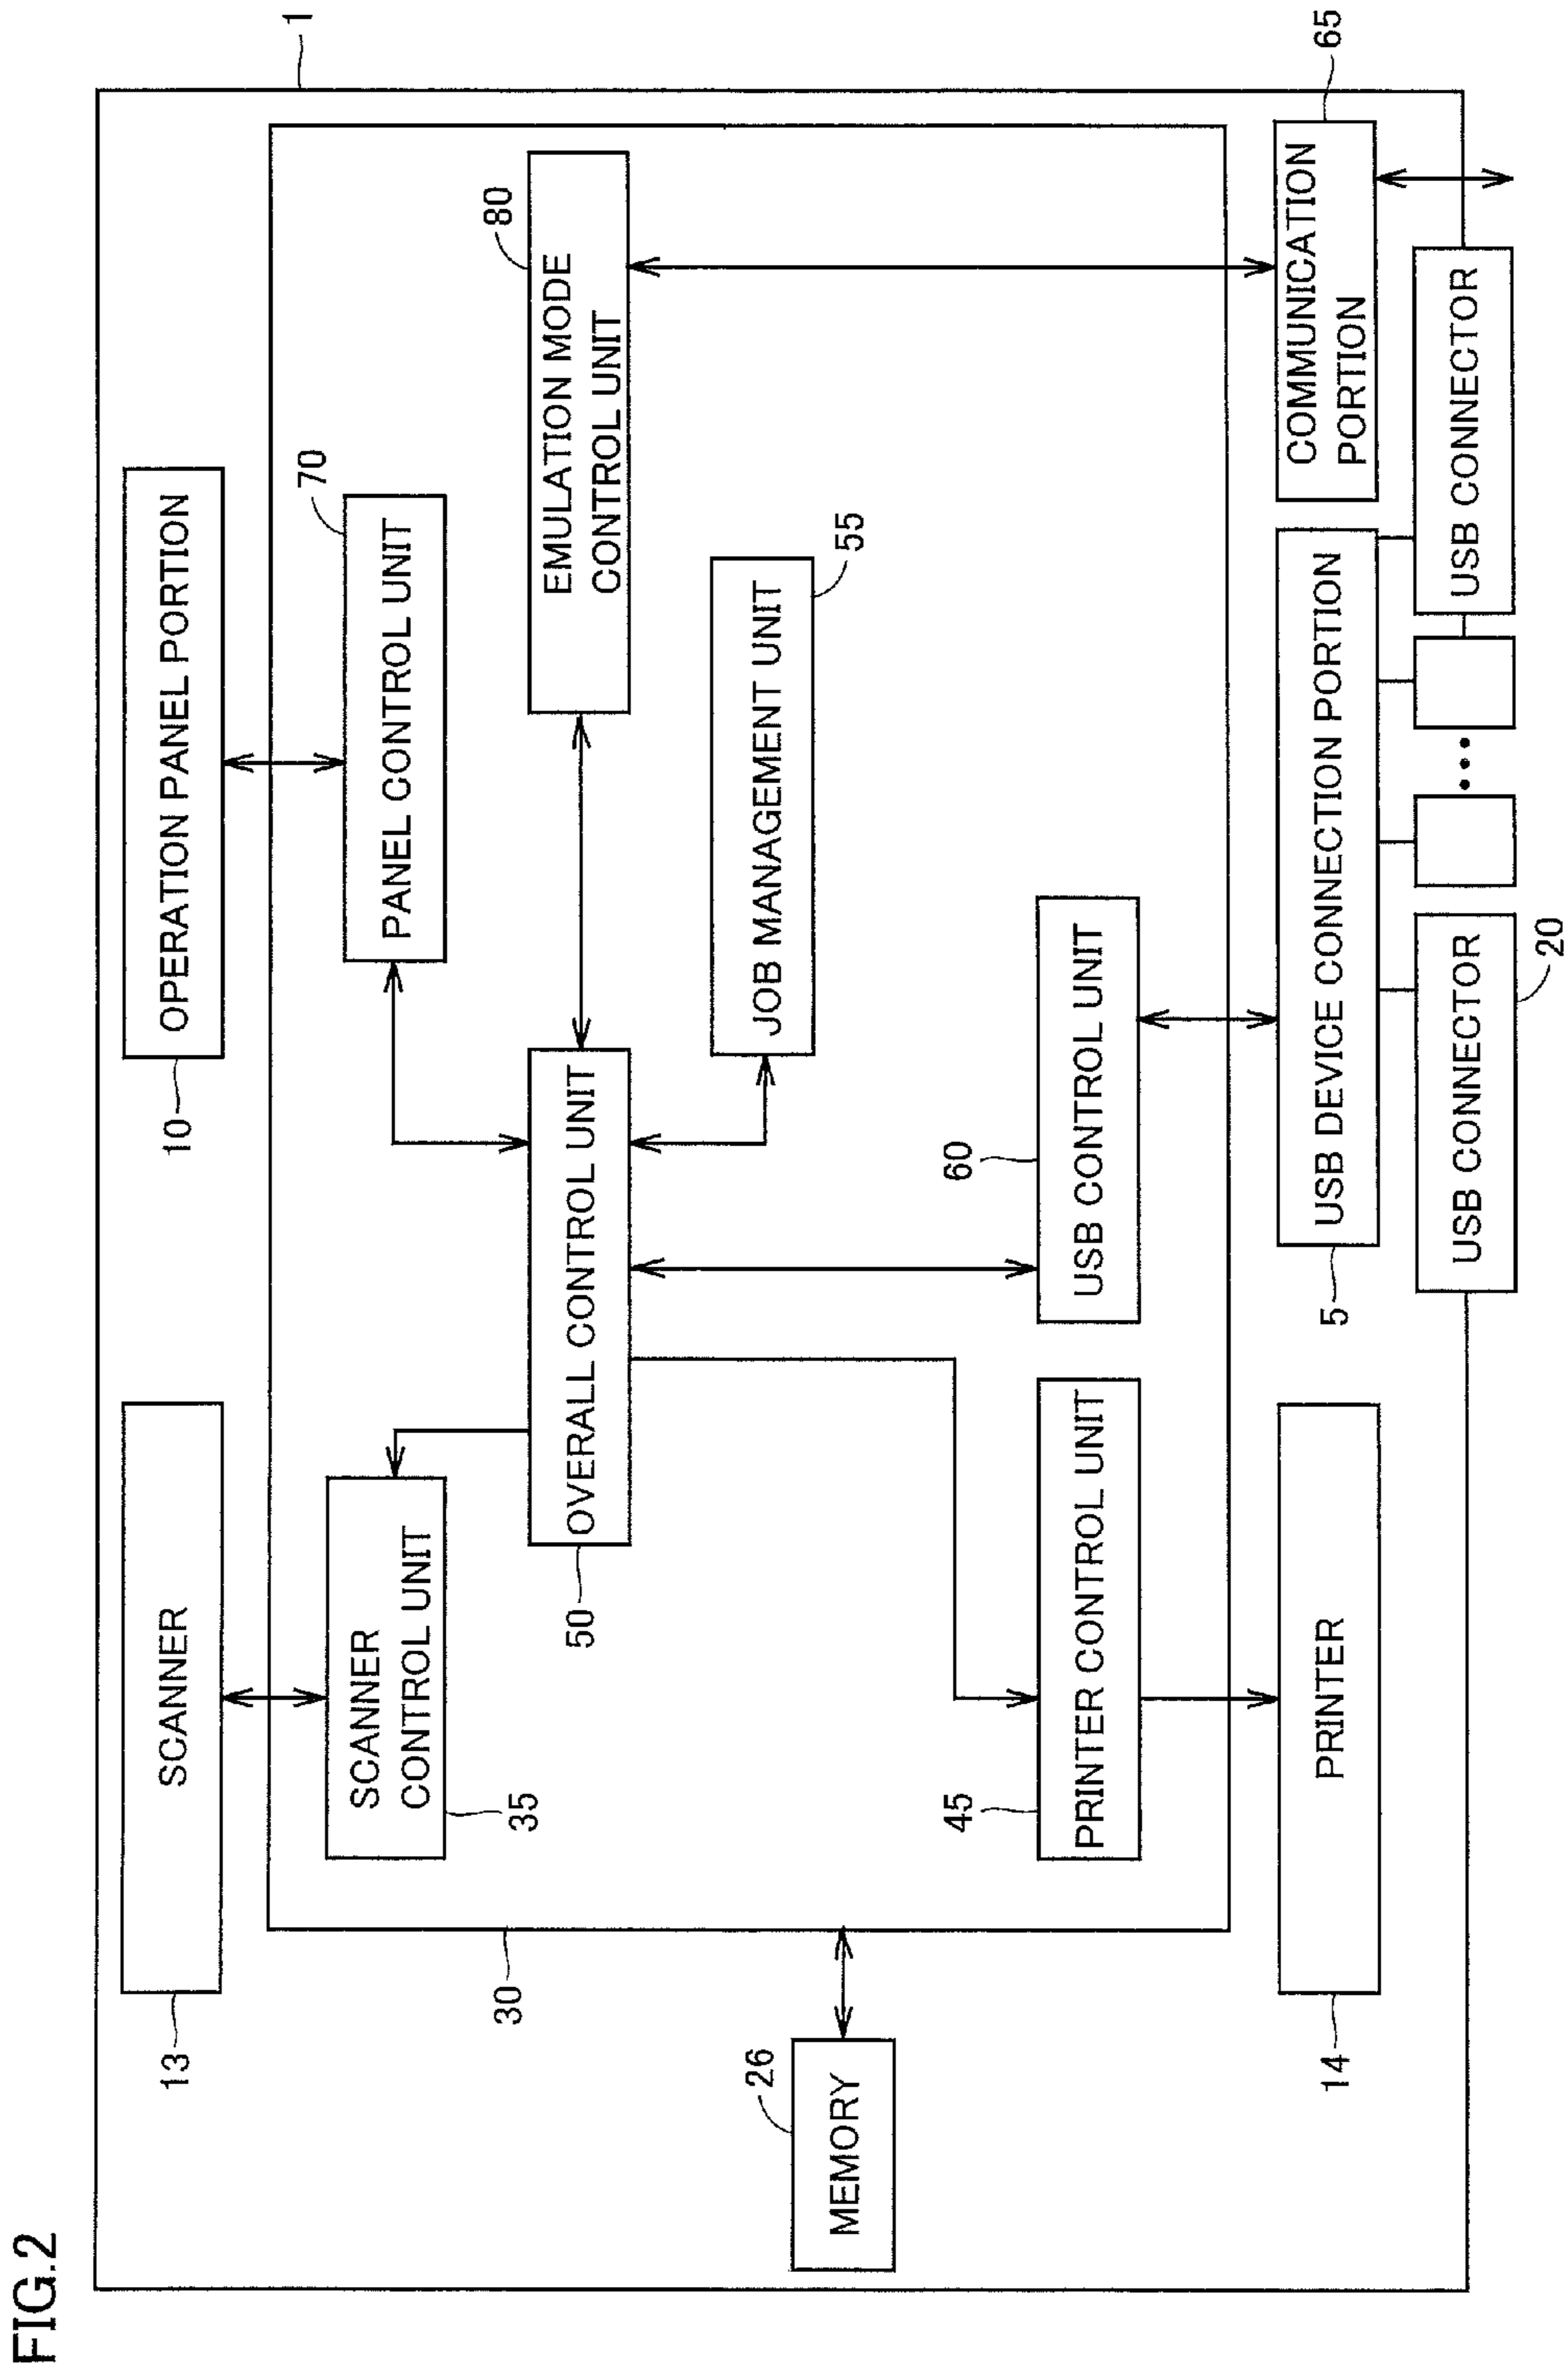 FIG.2
1
SCANNER
13
OPERATION PANEL PORTION
10
30
SCANNER
CONTROL UNIT
35
PANEL CONTROL UNIT
70
OVERALL CONTROL UNIT
50
EMULATION MODE
CONTROL UNIT
80
JOB MANAGEMENT UNIT
55
MEMORY
26
PRINTER CONTROL UNIT
45
USB CONTROL UNIT
60
PRINTER
14
USB DEVICE CONNECTION PORTION
5
COMMUNICATION
PORTION
65
USB CONNECTOR
20
USB CONNECTOR